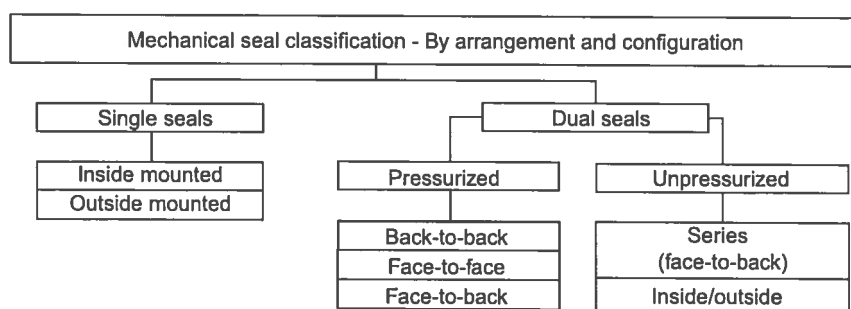 Mechanical seal classification - By arrangement and configuration
Single seals
Dual seals
Inside mounted
Outside mounted
Pressurized
Unpressurized
Back-to-back
Face-to-face
Face-to-back
Series
(face-to-back)
Inside/outside